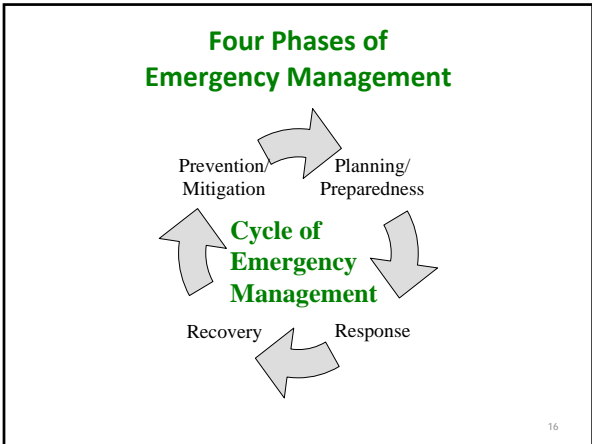 Four Phases of
Emergency Management
Prevention/
Mitigation
Planning/
Preparedness
Cycle of
Emergency
Management
Recovery
Response
16